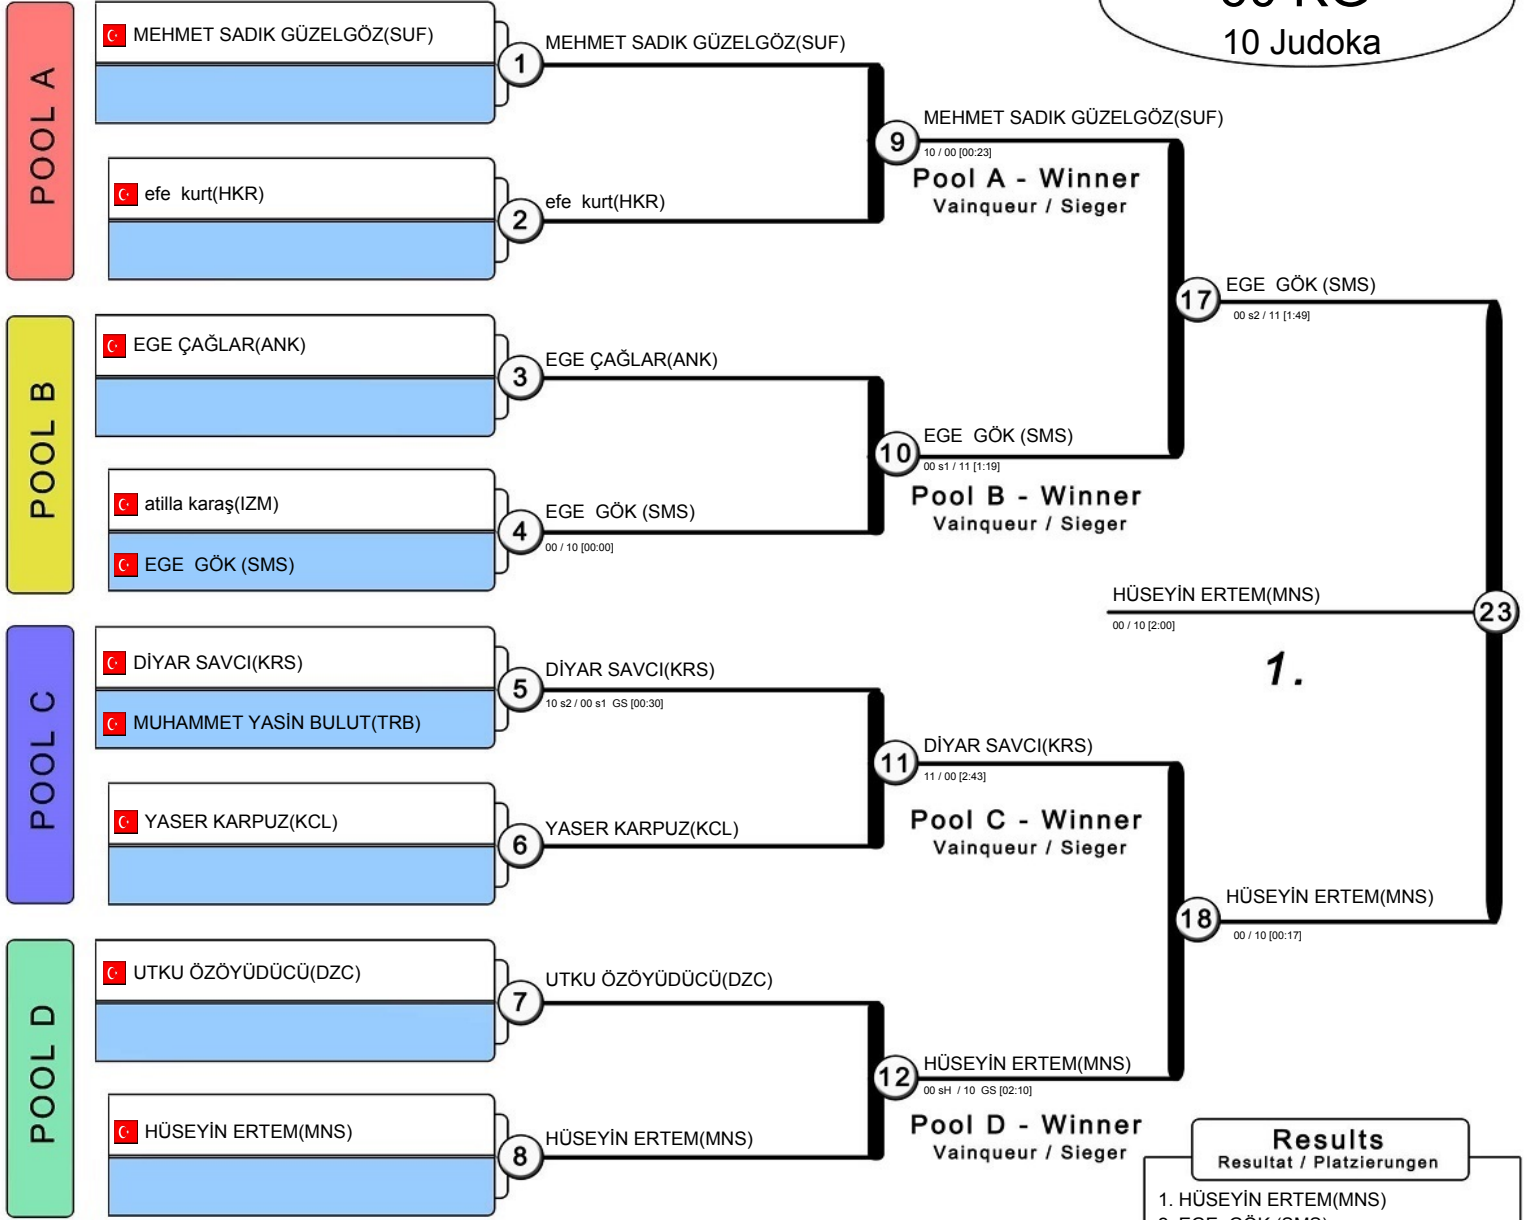 10 Judoka
POOL A
MEHMET SADIK GÜZELGÖZ(SUF)
1
MEHMET SADIK GÜZELGÖZ(SUF)
efe kurt(HKR)
2
efe kurt(HKR)
9
MEHMET SADIK GÜZELGÖZ(SUF)
10 / 00 [00:23]
Pool A - Winner
Vainqueur / Sieger
POOL B
EGE ÇAĞLAR(ANK)
3
EGE ÇAĞLAR(ANK)
atilla karaş(IZM)
EGE GÖK (SMS)
4
EGE GÖK (SMS)
00 / 10 [00:00]
10
EGE GÖK (SMS)
00 s1 / 11 [1:19]
Pool B - Winner
Vainqueur / Sieger
17
EGE GÖK (SMS)
00 s2 / 11 [1:49]
POOL C
DİYAR SAVCI(KRS)
MUHAMMET YASİN BULUT(TRB)
5
DİYAR SAVCI(KRS)
10 s2 / 00 s1 GS [00:30]
YASER KARPUZ(KCL)
6
YASER KARPUZ(KCL)
11
DİYAR SAVCI(KRS)
11 / 00 [2:43]
Pool C - Winner
Vainqueur / Sieger
POOL D
UTKU ÖZÖYÜDÜCÜ(DZC)
7
UTKU ÖZÖYÜDÜCÜ(DZC)
HÜSEYİN ERTEM(MNS)
8
HÜSEYİN ERTEM(MNS)
12
HÜSEYİN ERTEM(MNS)
00 sH / 10 GS [02:10]
Pool D - Winner
Vainqueur / Sieger
18
HÜSEYİN ERTEM(MNS)
00 / 10 [00:17]
HÜSEYİN ERTEM(MNS)
23
00 / 10 [2:00]
1.
Results
Resultat / Platzierungen
1. HÜSEYİN ERTEM(MNS)
2. EGE GÖK (SMS)